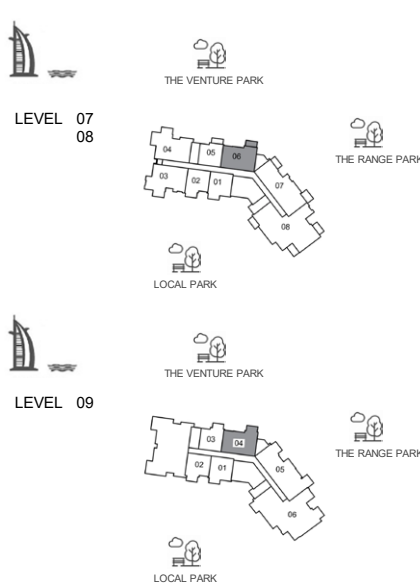 THE VENTURE PARK
LEVEL 07
08
04
05
06
THE RANGE PARK
03
02
01
07
08
LOCAL PARK
THE VENTURE PARK
LEVEL 09
03
04
THE RANGE PARK
02
01
05
06
LOCAL PARK